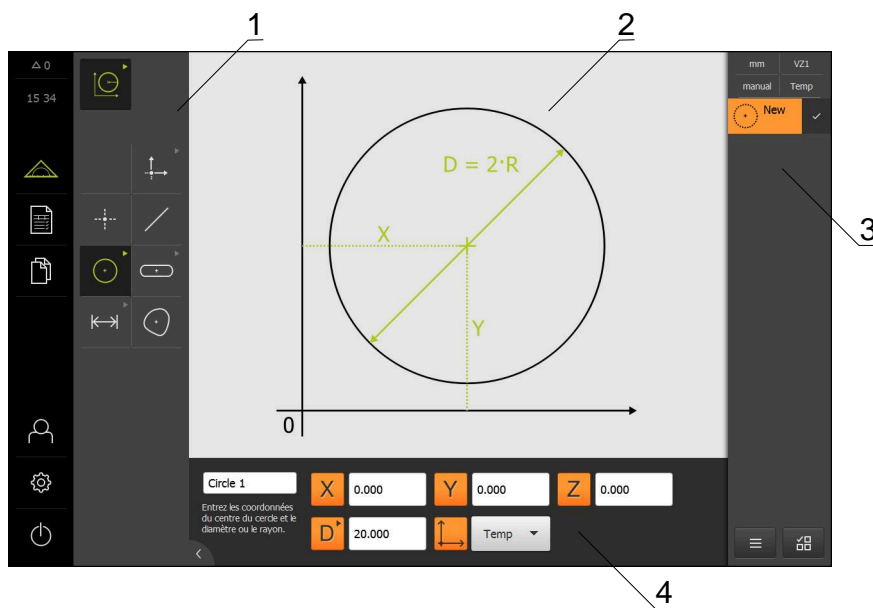 1
2
3
4
△ 0
15 34
D = 2·R
X
Y
0
mm VZ1
manual Temp
New
Circle 1
Entrez les coordonnées
du centre du cercle et le
diamètre ou le rayon.
X 0.000 Y 0.000 Z 0.000
D 20.000 Temp